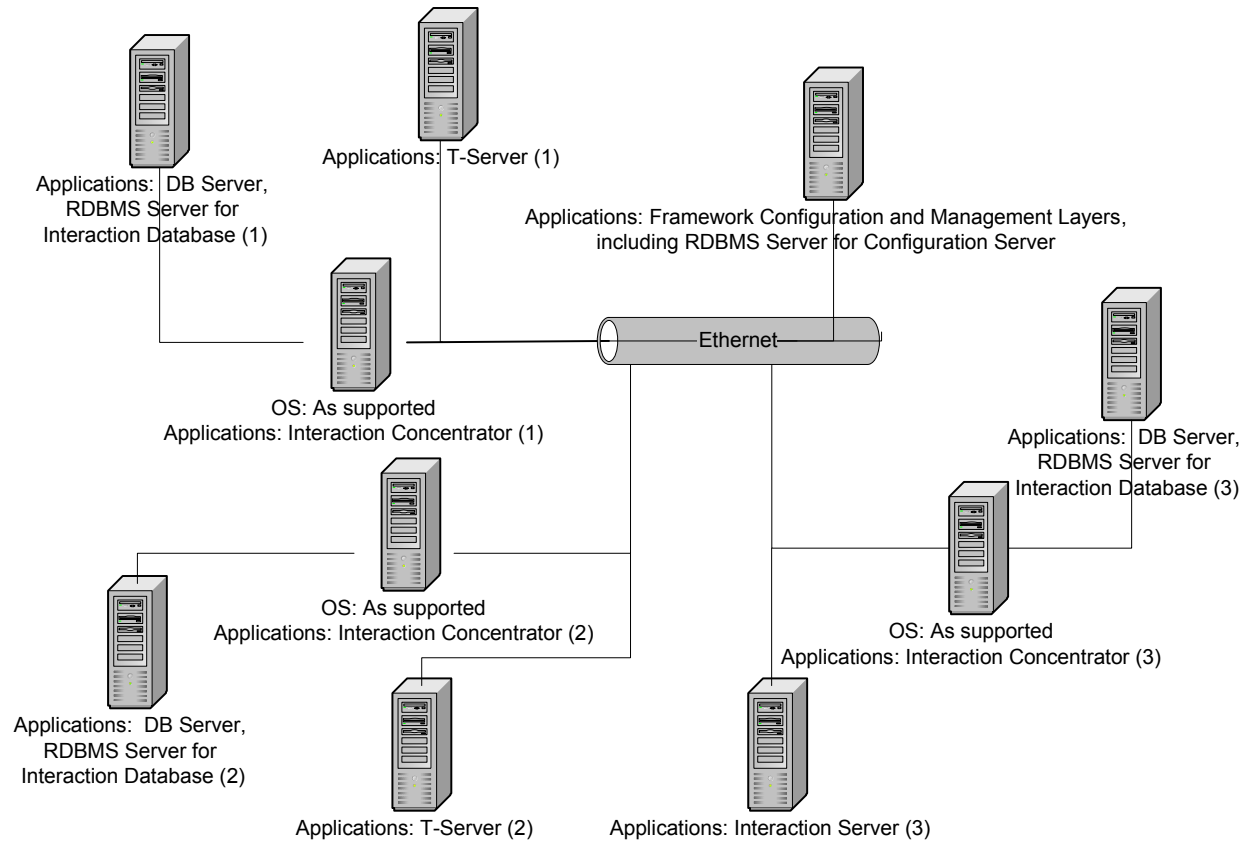 Applications: T-Server (1)
Applications: DB Server,
RDBMS Server for
Interaction Database (1)
Applications: Framework Configuration and Management Layers,
including RDBMS Server for Configuration Server
Ethernet
OS: As supported
Applications: Interaction Concentrator (1)
Applications: DB Server,
RDBMS Server for
Interaction Database (3)
OS: As supported
Applications: Interaction Concentrator (2)
OS: As supported
Applications: Interaction Concentrator (3)
Applications: DB Server,
RDBMS Server for
Interaction Database (2)
Applications: T-Server (2)
Applications: Interaction Server (3)